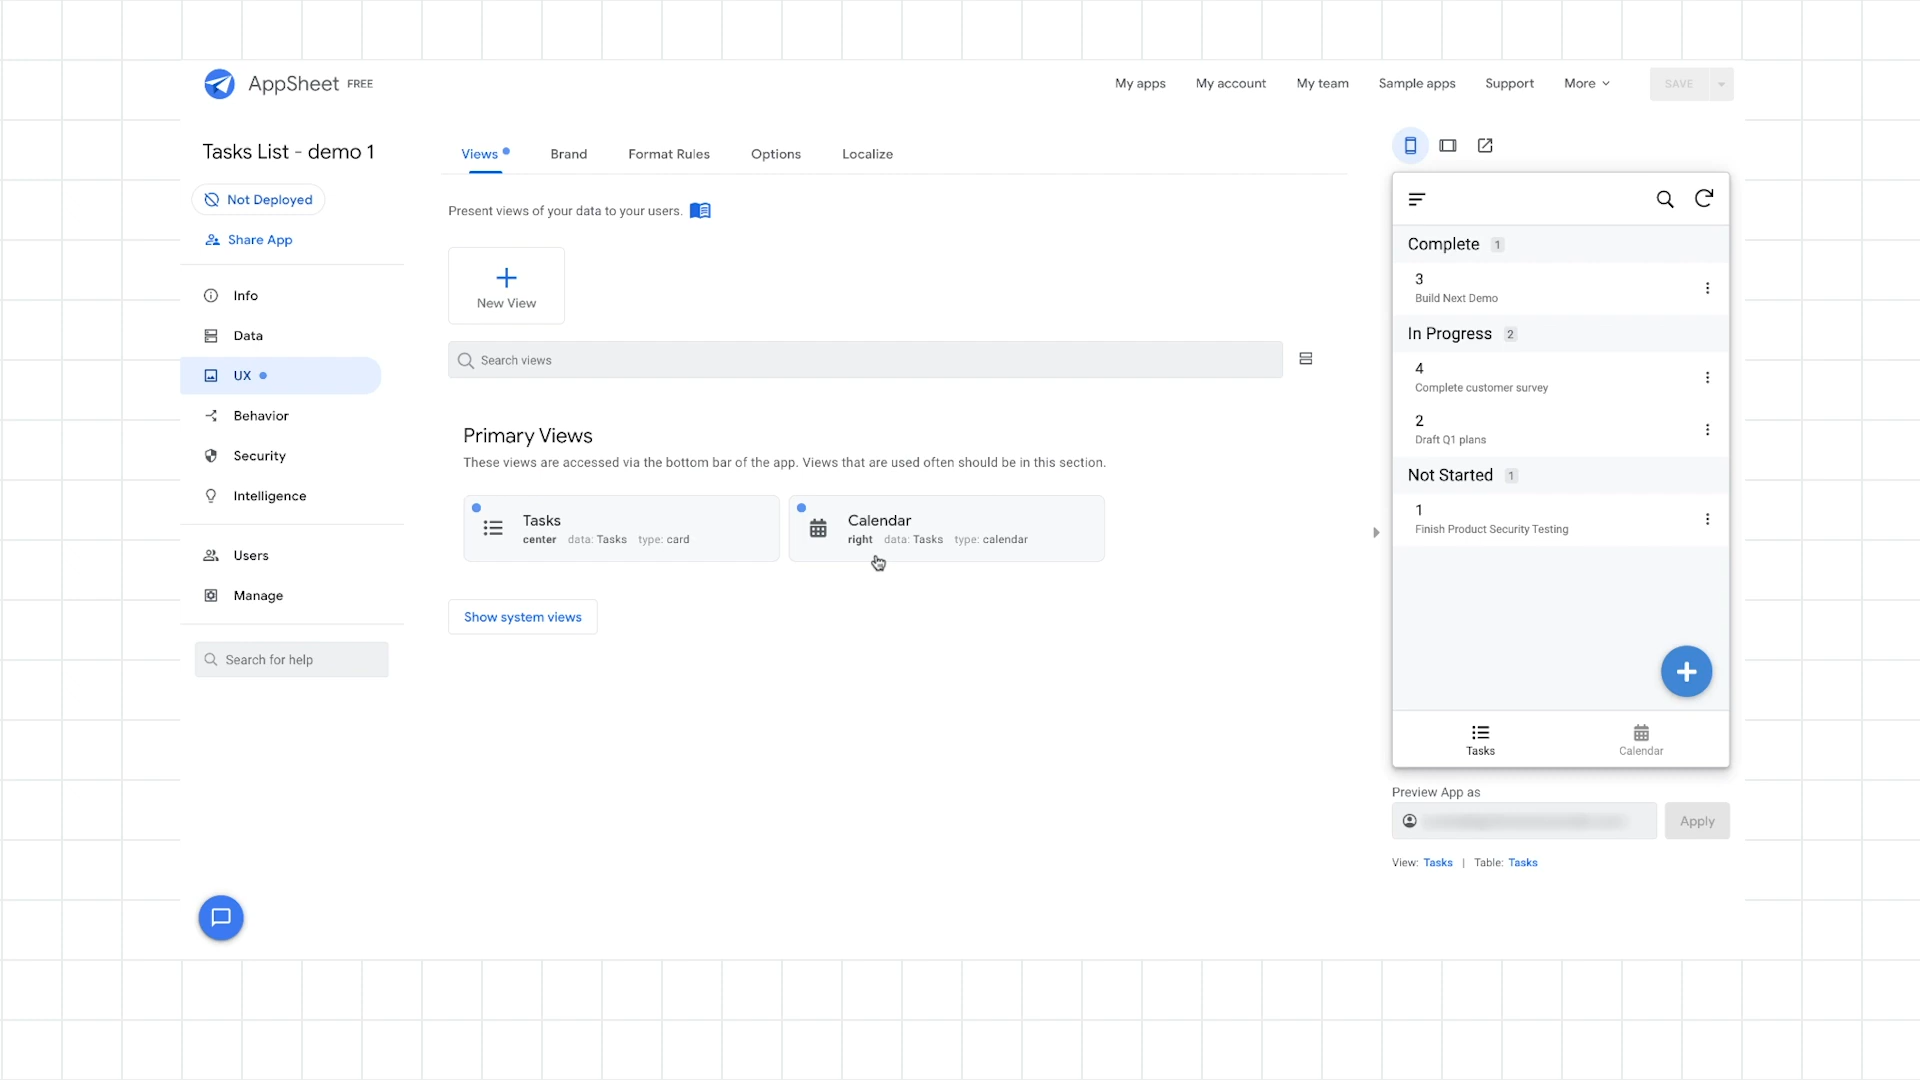 AppSheet FREE
My apps
My account
My team
Sample apps
Support
More
SAVE
Tasks List - demo 1
Not Deployed
Share App
Info
Data
UX
Behavior
Security
Intelligence
Users
Manage
Search for help
Views
Brand
Format Rules
Options
Localize
Present views of your data to your users.
New View
Search views
Primary Views
These views are accessed via the bottom bar of the app. Views that are used often should be in this section.
Tasks
center data: Tasks type: card
Calendar
right data: Tasks type: calendar
Show system views
Complete 1
3
Build Next Demo
In Progress 2
4
Complete customer survey
2
Draft Q1 plans
Not Started 1
1
Finish Product Security Testing
Tasks
Calendar
Preview App as
Apply
View: Tasks | Table: Tasks